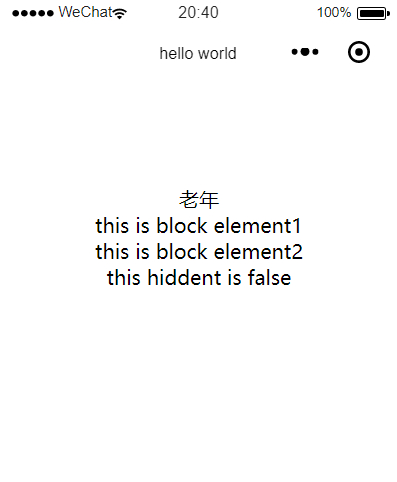 WeChat 20:40 100%
hello world
老年
this is block element1
this is block element2
this hiddent is false